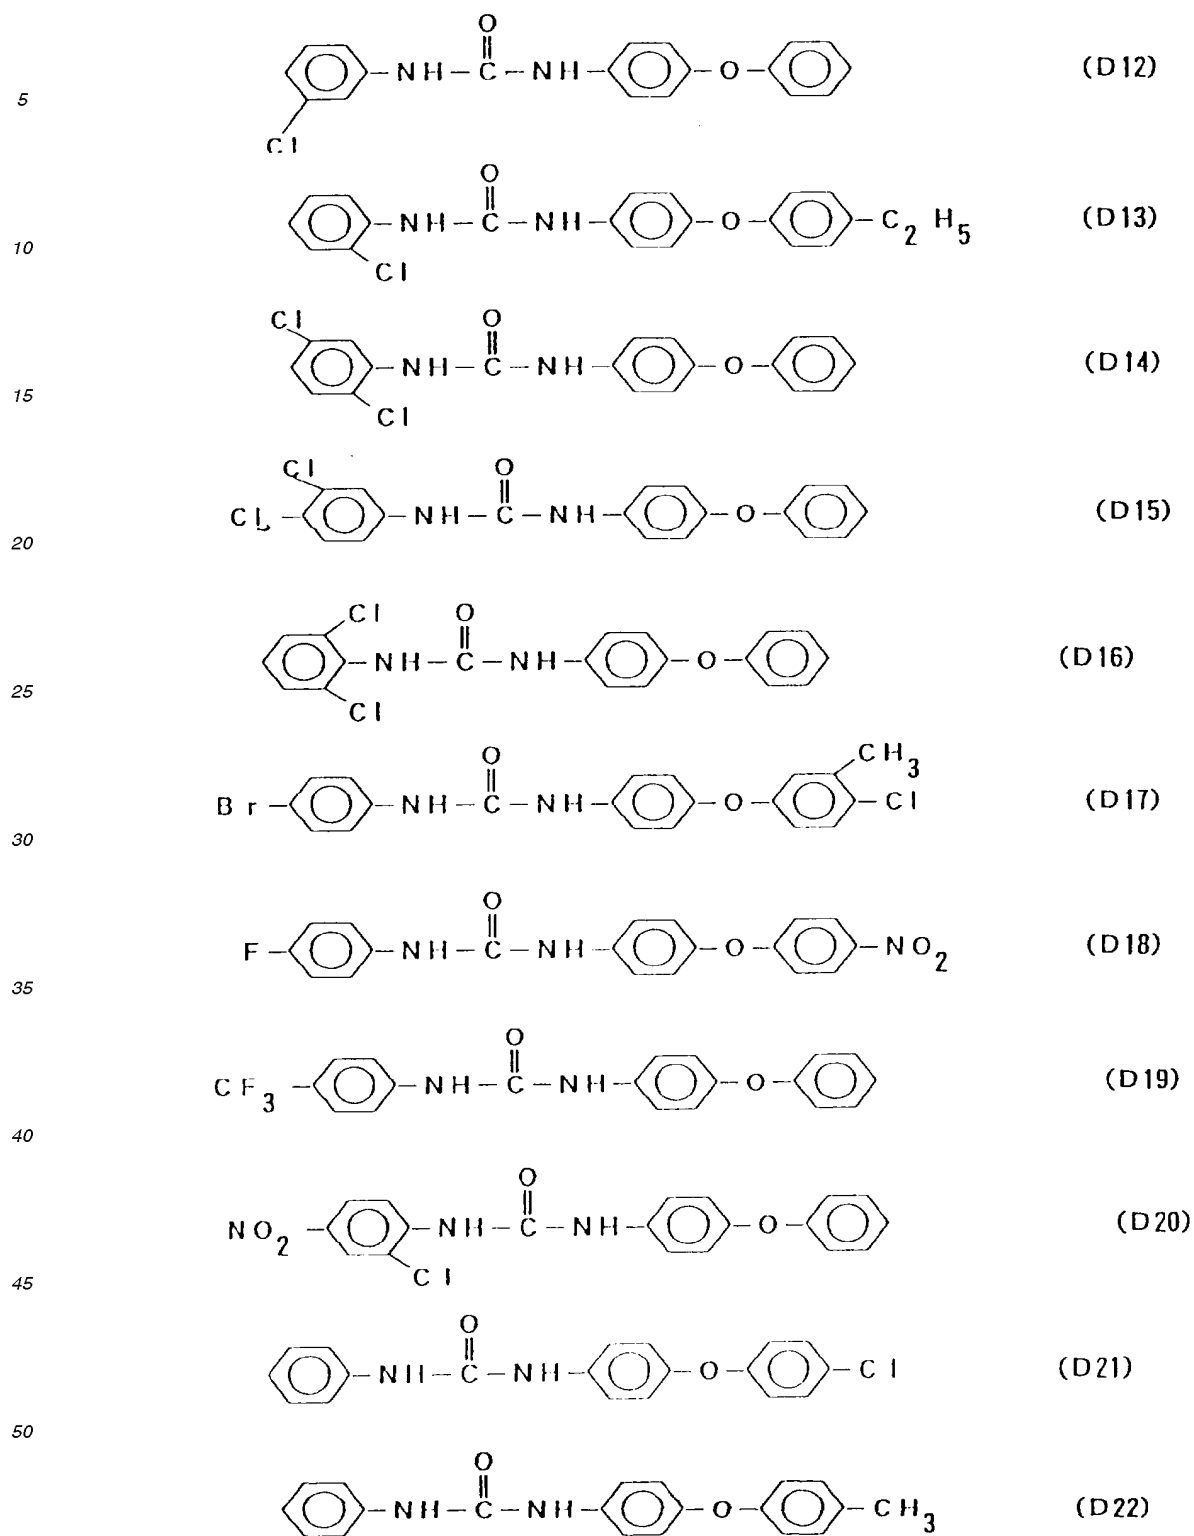 O
NH — C — NH — O — (D12)
5
Cl
O
NH — C — NH — O — C2H5 (D13)
10
Cl
Cl
O
NH — C — NH — O — (D14)
15
Cl
Cl
O
Cl — NH — C — NH — O — (D15)
20
Cl
O
NH — C — NH — O — (D16)
25
Cl
O
CH3
Br — NH — C — NH — O — Cl (D17)
30
O
F — NH — C — NH — O — NO2 (D18)
35
O
CF3 — NH — C — NH — O — (D19)
40
O
NO2 — NH — C — NH — O — (D20)
45
Cl
O
NH — C — NH — O — Cl (D21)
50
O
NH — C — NH — O — CH3 (D22)